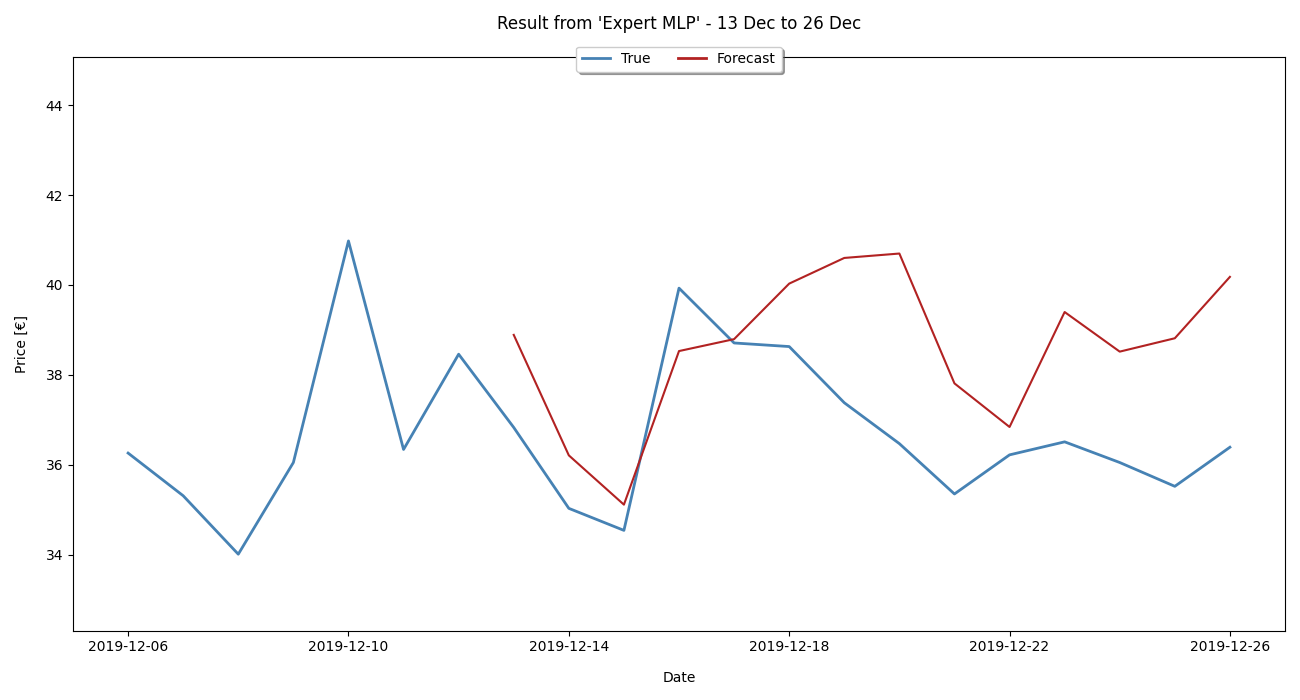 Result from 'Expert MLP' - 13 Dec to 26 Dec
True
Forecast
44
42
40
38
36
34
Price [€]
2019-12-06
2019-12-10
2019-12-14
2019-12-18
2019-12-22
2019-12-26
Date